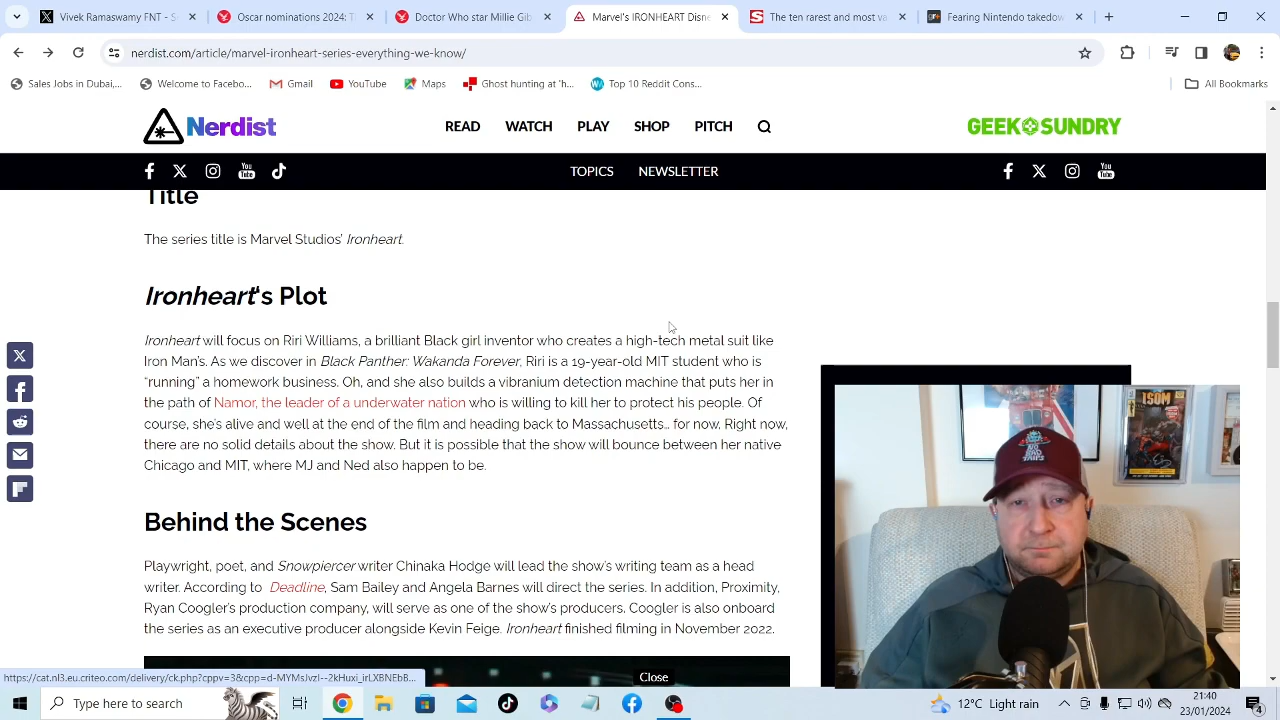 Vivek Ramaswamy ENT - S
Oscar nominations 2024: T
Doctor Who star Millie Gib
Marvel's IRONHEART Disne
The ten rarest and most va
Fearing Nintendo takedow
nerdist.com/article/marvel-ironheart-series-everything-we-know/
Sales Jobs in Dubai,...
Welcome to Facebo...
Gmail
YouTube
Maps
Ghost hunting at 'h...
Top 10 Reddit Cons...
All Bookmarks
Nerdist
READ
WATCH
PLAY
SHOP
PITCH
GEEK SUNDRY
TOPICS
NEWSLETTER
Title
The series title is Marvel Studios' Ironheart.
Ironheart's Plot
Ironheart will focus on Riri Williams, a brilliant Black girl inventor who creates a high-tech metal suit like
Iron Man's. As we discover in Black Panther: Wakanda Forever, Riri is a 19-year-old MIT student who is
“running” a homework business. Oh, and she also builds a vibranium detection machine that puts her in
the path of Namor, the leader of a underwater nation who is willing to kill her to protect his people. Of
course, she's alive and well at the end of the film and heading back to Massachusetts… for now. Right now,
there are no solid details about the show. But it is possible that the show will bounce between her native
Chicago and MIT, where MJ and Ned also happen to be.
ISOM
Behind the Scenes
Playwright, poet, and Snowpiercer writer Chinaka Hodge will lead the show's writing team as a head
writer. According to Deadline, Sam Bailey and Angela Barnes will direct the series. In addition, Proximity,
Ryan Coogler's production company, will serve as one of the show's producers. Coogler is also onboard
the series as an executive producer alongside Kevin Feige. Ironheart finished filming in November 2022.
https://cat.nl3.eu.criteo.com/delivery/ck.php?cppv=3&cpp=d-MYMs/vzI--2kHuxi_irLXBNEbB...
Close
Type here to search
12°C Light rain
21:40
23/01/2024
4